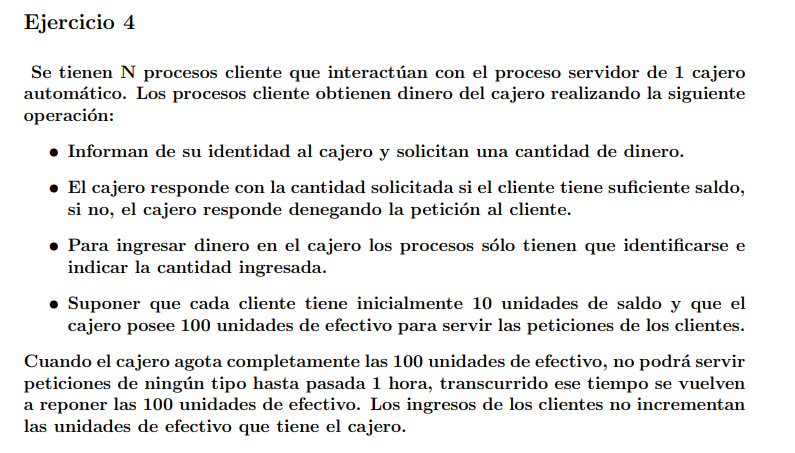 Ejercicio 4
Se tienen N procesos cliente que interactúan con el proceso servidor de 1 cajero
automático. Los procesos cliente obtienen dinero del cajero realizando la siguiente
operación:
• Informan de su identidad al cajero y solicitan una cantidad de dinero.
• El cajero responde con la cantidad solicitada si el cliente tiene suficiente saldo,
si no, el cajero responde denegando la petición al cliente.
• Para ingresar dinero en el cajero los procesos sólo tienen que identificarse e
indicar la cantidad ingresada.
• Suponer que cada cliente tiene inicialmente 10 unidades de saldo y que el
cajero posee 100 unidades de efectivo para servir las peticiones de los clientes.
Cuando el cajero agota completamente las 100 unidades de efectivo, no podrá servir
peticiones de ningún tipo hasta pasada 1 hora, transcurrido ese tiempo se vuelven
a reponer las 100 unidades de efectivo. Los ingresos de los clientes no incrementan
las unidades de efectivo que tiene el cajero.